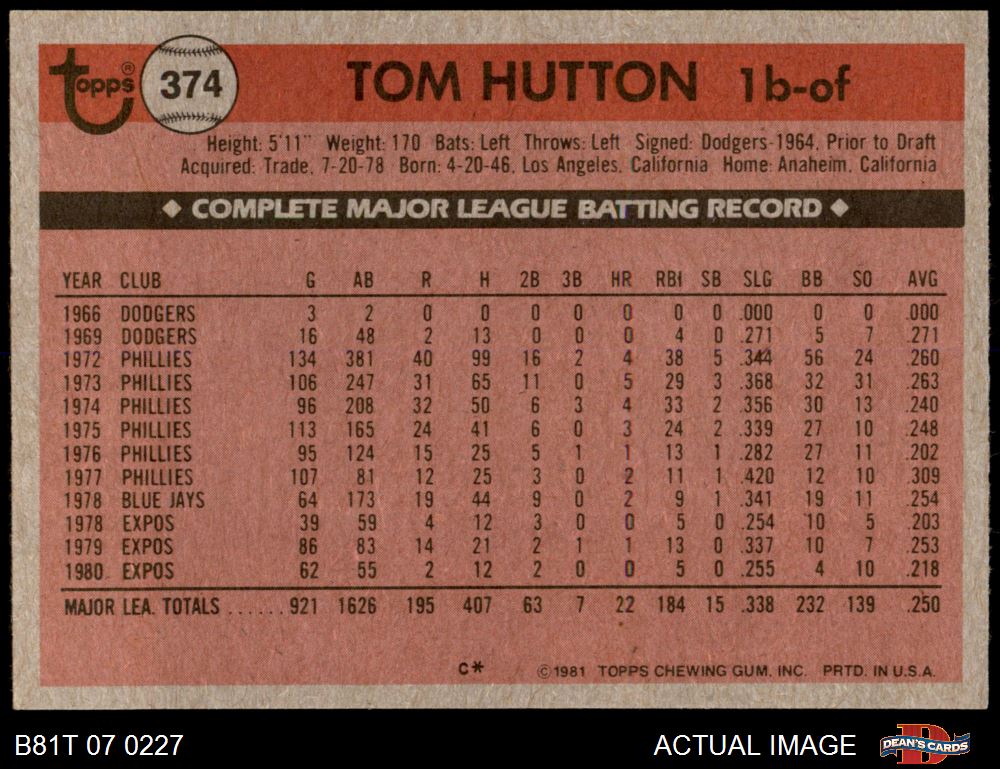 topps® 374 TOM HUTTON 1b-of
Height: 5'11" Weight: 170 Bats: Left Throws: Left Signed: Dodgers-1964, Prior to Draft
Acquired: Trade, 7-20-78 Born: 4-20-46, Los Angeles, California Home: Anaheim, California
◆ COMPLETE MAJOR LEAGUE BATTING RECORD ◆
YEAR CLUB G AB R H 2B 3B HR RBI SB SLG BB SO AVG
1966 DODGERS 3 2 0 0 0 0 0 0 0 .000 0 0 .000
1969 DODGERS 16 48 2 13 0 0 0 4 0 .271 5 7 .271
1972 PHILLIES 134 381 40 99 16 2 4 38 5 .344 56 24 .260
1973 PHILLIES 106 247 31 65 11 0 5 29 3 .368 32 31 .263
1974 PHILLIES 96 208 32 50 6 3 4 33 2 .356 30 13 .240
1975 PHILLIES 113 165 24 41 6 0 3 24 2 .339 27 10 .248
1976 PHILLIES 95 124 15 25 5 1 1 13 1 .282 27 11 .202
1977 PHILLIES 107 81 12 25 3 0 2 11 1 .420 12 10 .309
1978 BLUE JAYS 64 173 19 44 9 0 2 9 1 .341 19 11 .254
1978 EXPOS 39 59 4 12 3 0 0 5 0 .254 10 5 .203
1979 EXPOS 86 83 14 21 2 1 1 13 0 .337 10 7 .253
1980 EXPOS 62 55 2 12 2 0 0 5 0 .255 4 10 .218
MAJOR LEA. TOTALS ...... 921 1626 195 407 63 7 22 184 15 .338 232 139 .250
C* ©1981 TOPPS CHEWING GUM, INC. PRTD. IN U.S.A.
B81T 07 0227 ACTUAL IMAGE DEAN'S CARDS